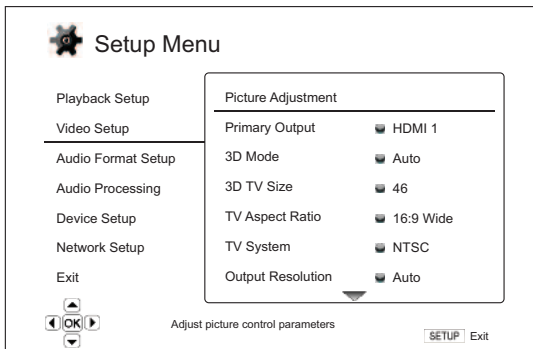 Setup Menu
Playback Setup
Video Setup
Audio Format Setup
Audio Processing
Device Setup
Network Setup
Exit
Picture Adjustment
Primary Output HDMI 1
3D Mode Auto
3D TV Size 46
TV Aspect Ratio 16:9 Wide
TV System NTSC
Output Resolution Auto
OK
Adjust picture control parameters
SETUP Exit